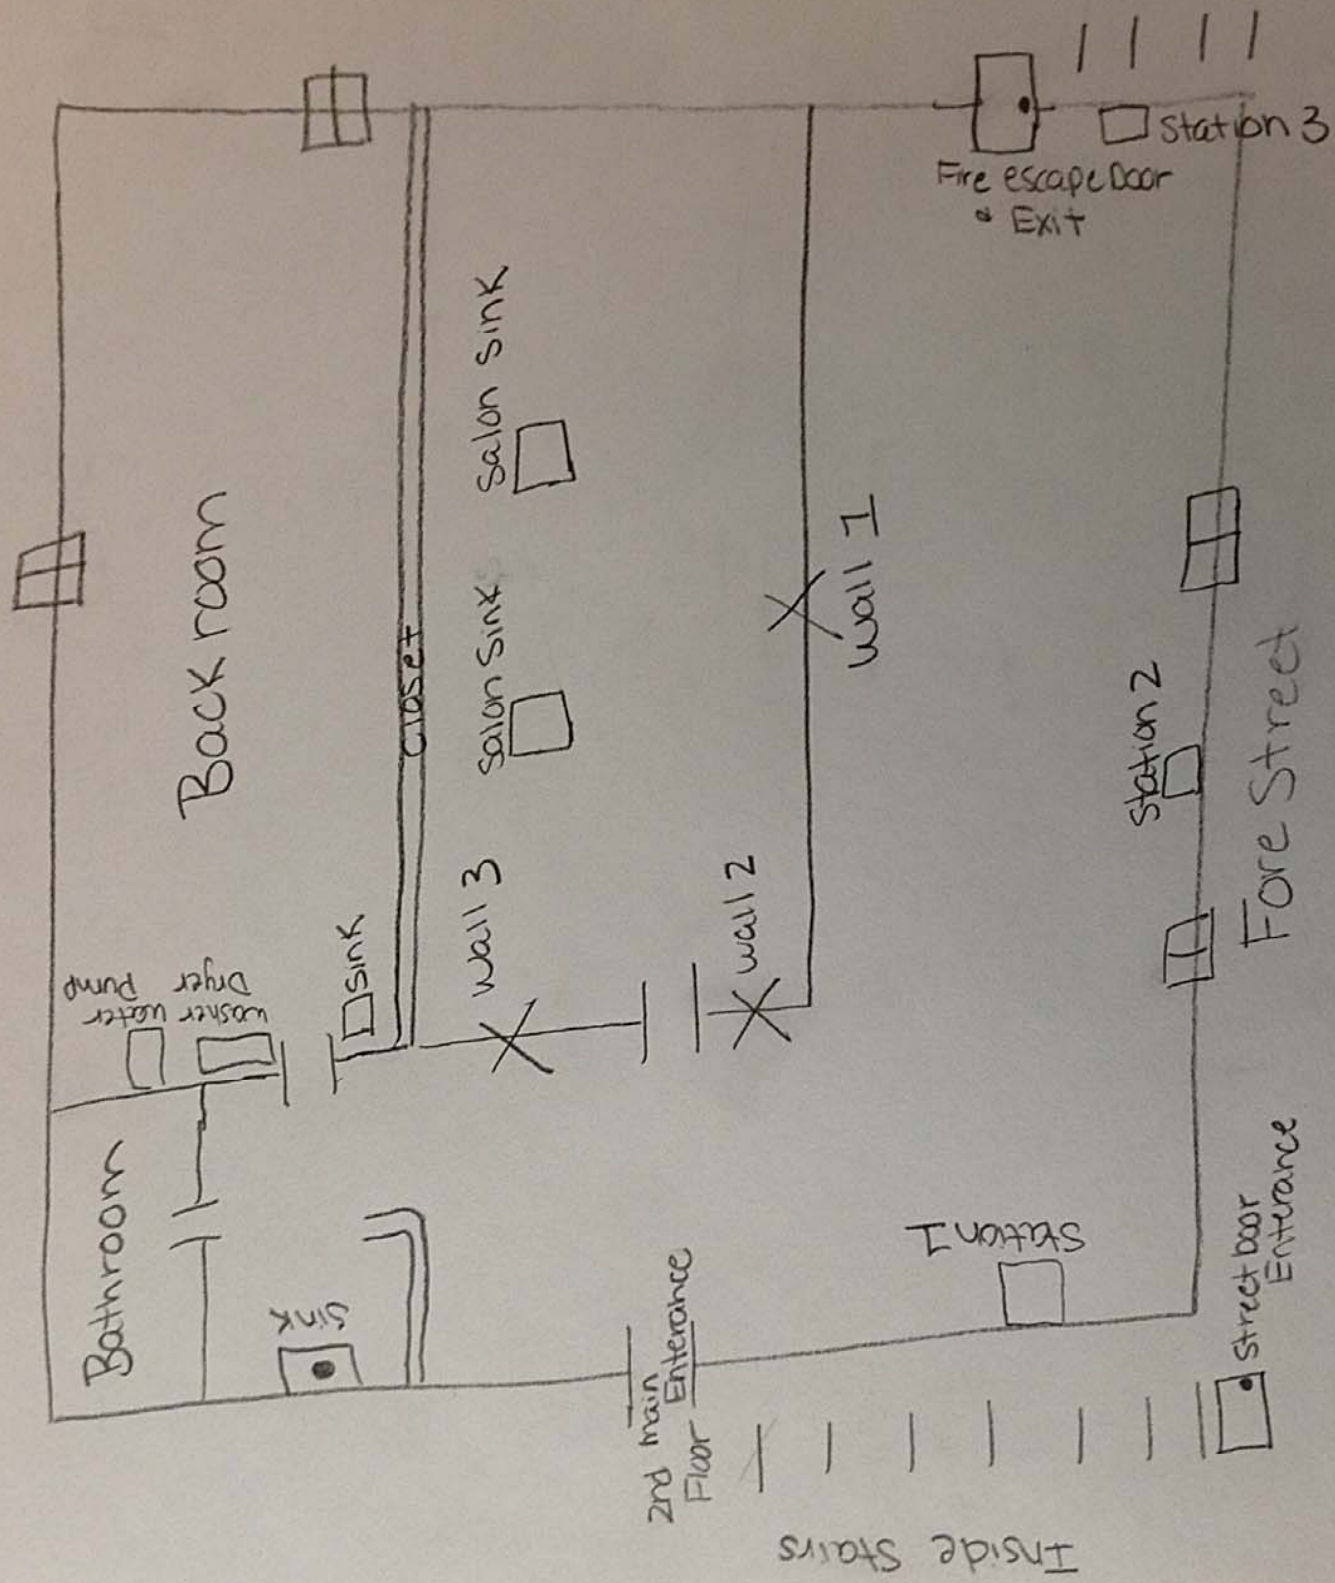 Station 3
Fire escape Door
& Exit
Salon Sink
Salon Sink
Back room
Closet
Wall 1
Wall 2
Wall 3
Sink
water Pump
washer Dryer
Bathroom
Sink
Station 1
Station 2
Fore Street
Street Door
Enterance
2nd Main
Floor Enterance
Inside Stairs